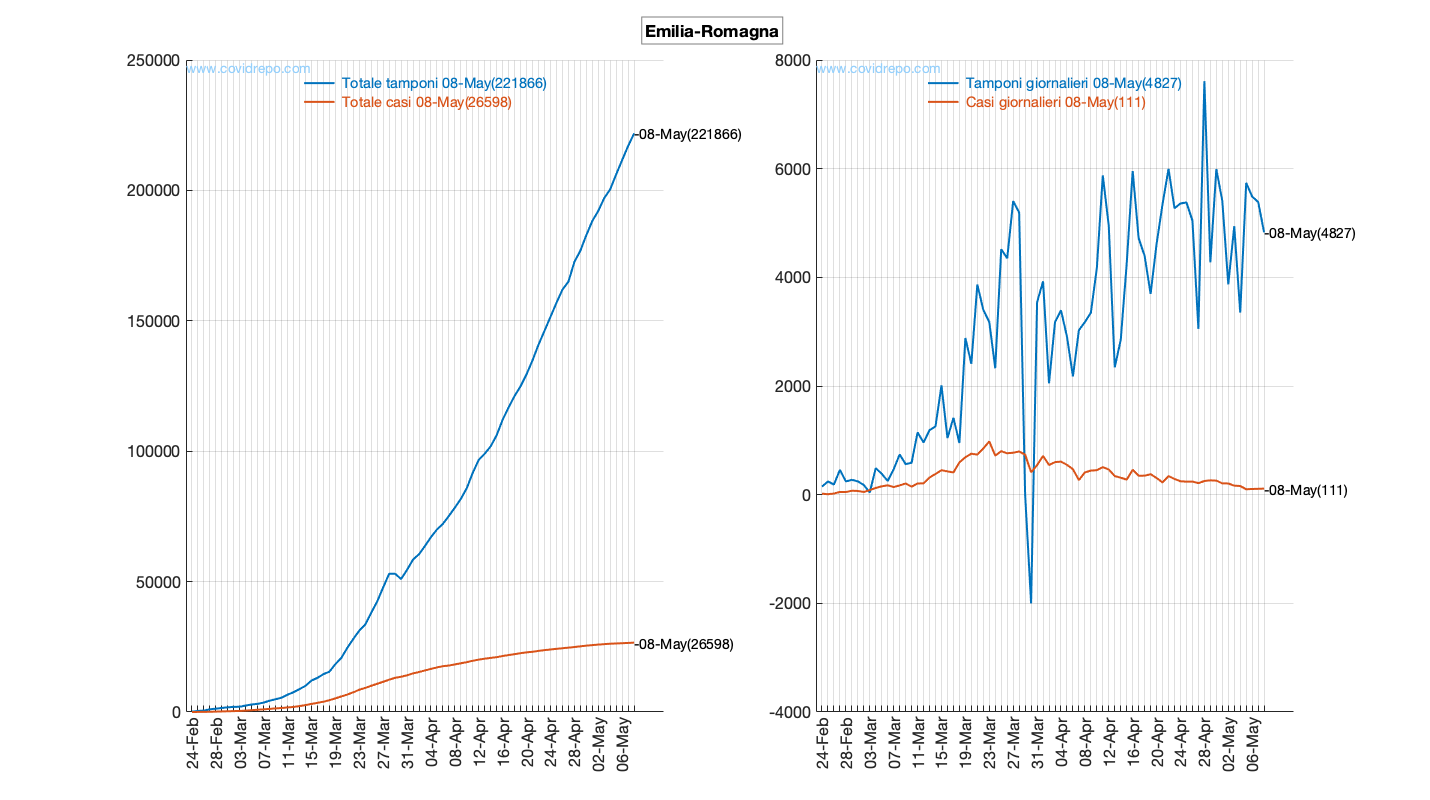 Emilia-Romagna
www.covidrepo.com
Totale tamponi 08-May(221866)
Totale casi 08-May(26598)
250000
200000
150000
100000
50000
0
08-May(221866)
08-May(26598)
24-Feb
28-Feb
03-Mar
07-Mar
11-Mar
15-Mar
19-Mar
23-Mar
27-Mar
31-Mar
04-Apr
08-Apr
12-Apr
16-Apr
20-Apr
24-Apr
28-Apr
02-May
06-May
www.covidrepo.com
Tamponi giornalieri 08-May(4827)
Casi giornalieri 08-May(111)
8000
6000
4000
2000
0
-2000
-4000
08-May(4827)
08-May(111)
24-Feb
28-Feb
03-Mar
07-Mar
11-Mar
15-Mar
19-Mar
23-Mar
27-Mar
31-Mar
04-Apr
08-Apr
12-Apr
16-Apr
20-Apr
24-Apr
28-Apr
02-May
06-May